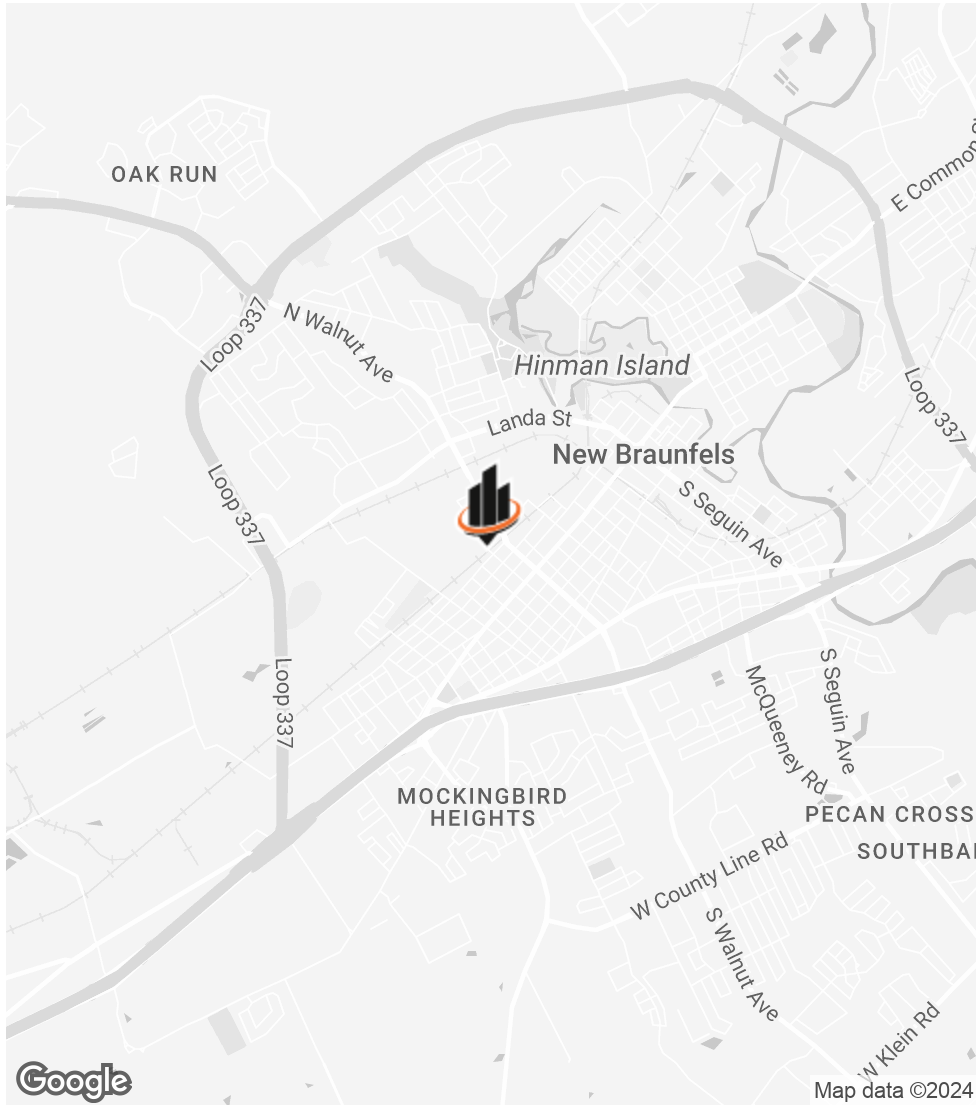 OAK RUN
E Common
Loop 337
N Walnut Ave
Hinman Island
Loop 337
Landa St
New Braunfels
Loop 337
S Seguin Ave
Loop 337
McQueeney Rd
S Seguin Ave
MOCKINGBIRD
HEIGHTS
PECAN CROSS
W County Line Rd
SOUTHBA
S Walnut Ave
W Klein Rd
Google
Map data ©2024